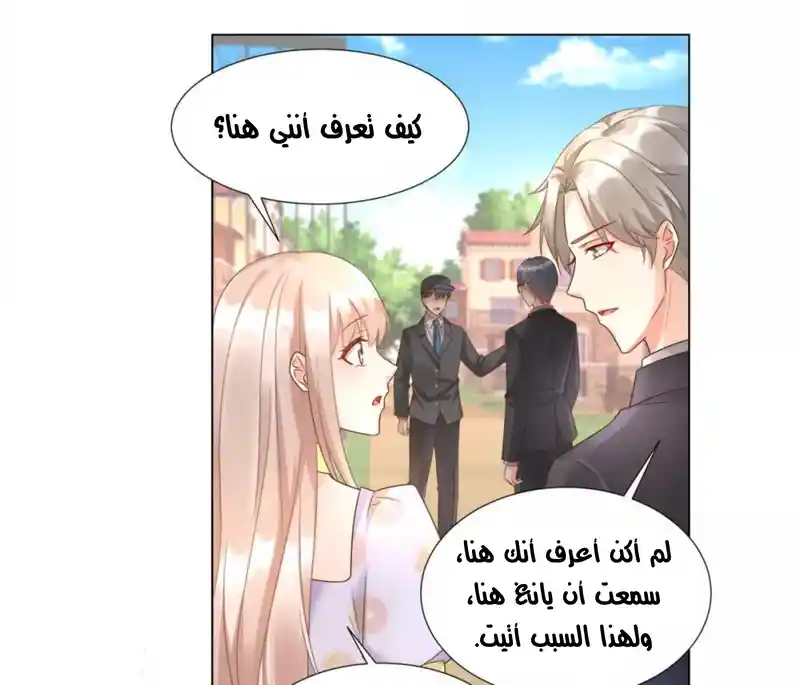 كيف تعرف أنني هنا؟
لم أكن أعرف أنك هنا،
سمعت أن يانغ هنا،
ولهذا السبب أتيت.